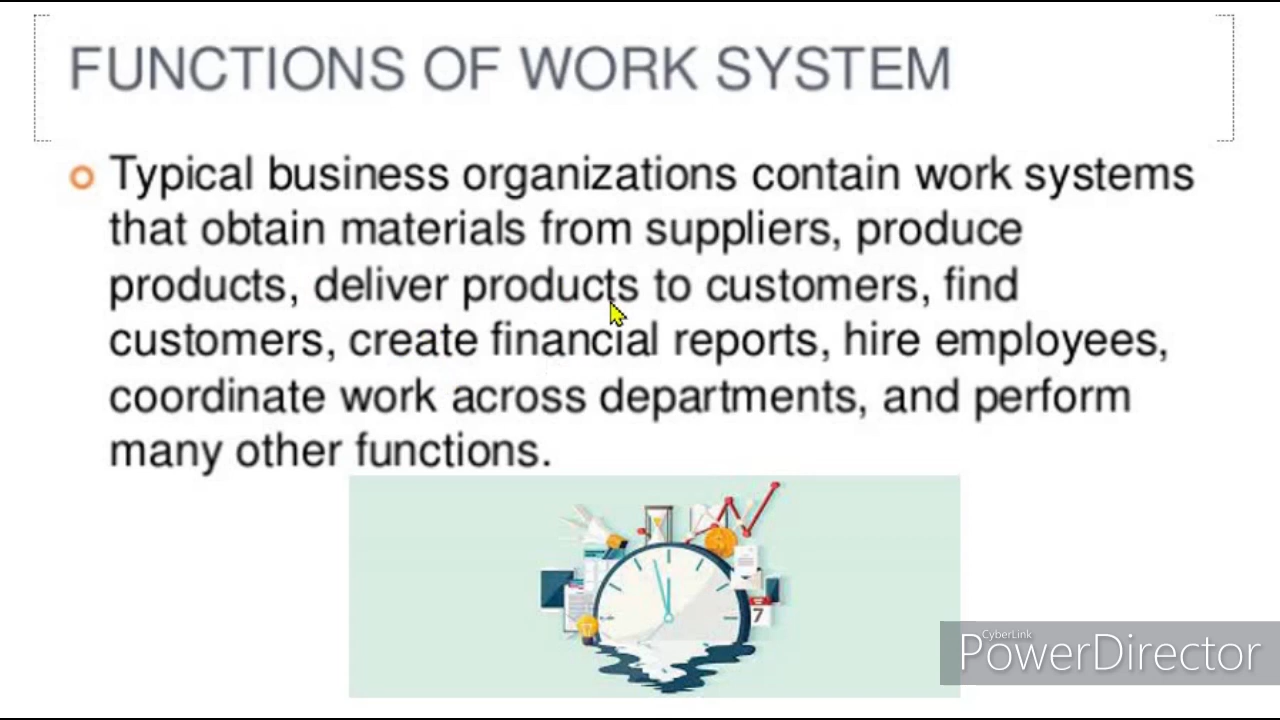 FUNCTIONS OF WORK SYSTEM
Typical business organizations contain work systems
that obtain materials from suppliers, produce
products, deliver products to customers, find
customers, create financial reports, hire employees,
coordinate work across departments, and perform
many other functions.
7
CyberLink
PowerDirector